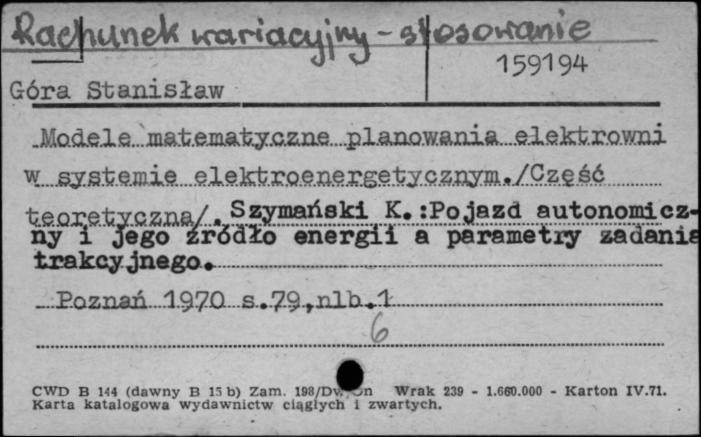 Rachunek wariacyjny - stosowanie
159194
Góra Stanisław
Modele matematyczne planowania elektrowni
w systemie elektroenergetycznym./Część
teoretyczna/. Szymański K.:Pojazd autonomicz-
ny i jego źródło energii a parametry zadania
trakcyjnego.
Poznań 1970 s.79,nlb.1
6
CWD B 144 (dawny B 15 b) Zam. 198/Dw/ n Wrak 239 - 1.660.000 - Karton IV.71.
Karta katalogowa wydawnictw ciągłych i zwartych.